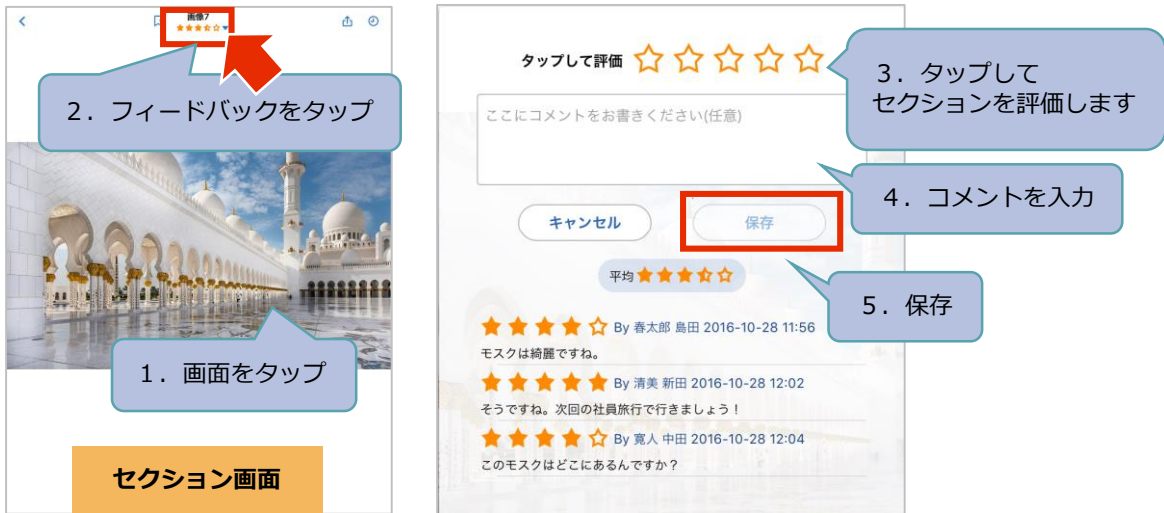 画像7
2．フィードバックをタップ
1．画面をタップ
セクション画面
タップして評価
3．タップして
セクションを評価します
ここにコメントをお書きください(任意)
4．コメントを入力
キャンセル
保存
平均
5．保存
By 春太郎 島田 2016-10-28 11:56
モスクは綺麗ですね。
By 清美 新田 2016-10-28 12:02
そうですね。次回の社員旅行で行きましょう！
By 寛人 中田 2016-10-28 12:04
このモスクはどこにあるんですか？